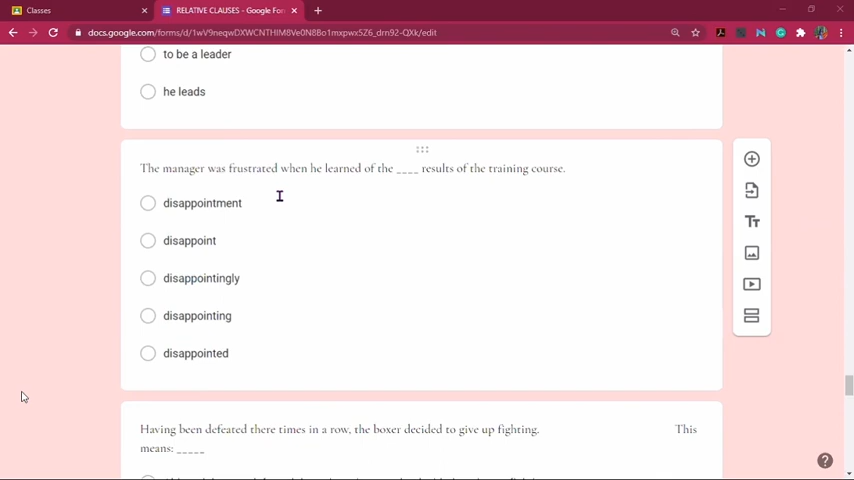 Classes
RELATIVE CLAUSES - Google Fo
docs.google.com/forms/d/1wV9neqwDXWCNTHIM8Ve0N8Bo1mxpwx5Z6_drn92-QXk/edit
to be a leader
he leads
The manager was frustrated when he learned of the ____ results of the training course.
disappointment
disappoint
disappointingly
disappointing
disappointed
Having been defeated there times in a row, the boxer decided to give up fighting. This
means: _____